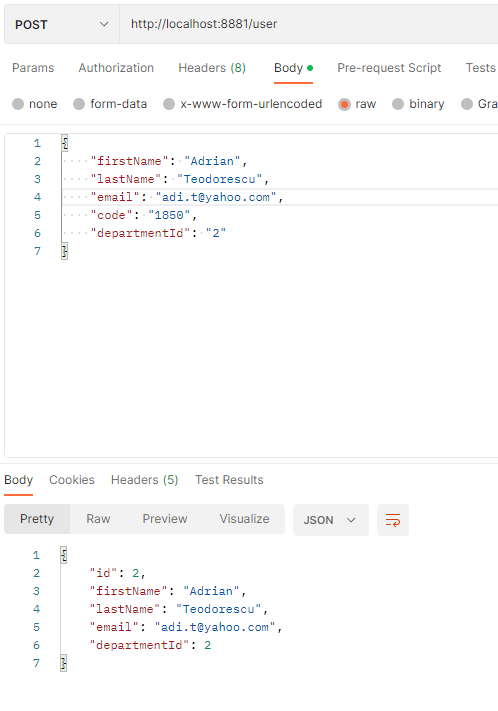 POST http://localhost:8881/user
Params Authorization Headers (8) Body Pre-request Script Tests
none form-data x-www-form-urlencoded raw binary Gra
1 {
2 "firstName": "Adrian",
3 "lastName": "Teodorescu",
4 "email": "adi.t@yahoo.com",
5 "code": "1850",
6 "departmentId": "2"
7 }
Body Cookies Headers (5) Test Results
Pretty Raw Preview Visualize JSON
1 {
2 "id": 2,
3 "firstName": "Adrian",
4 "lastName": "Teodorescu",
5 "email": "adi.t@yahoo.com",
6 "departmentId": 2
7 }